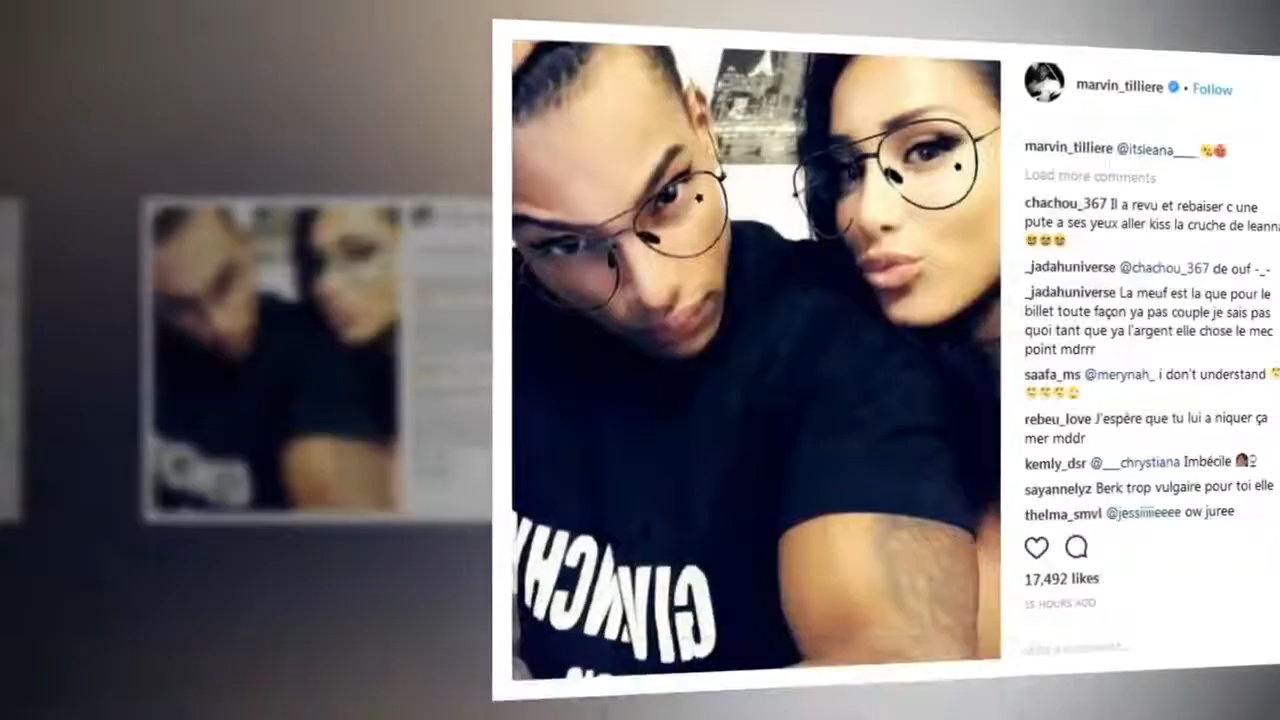 marvin_tilliere • Follow
marvin_tilliere @itsleana____ 😘🍎
Load more comments
chachou_367 Il a revu et rebaiser c une
pute a ses yeux aller kiss la cruche de leanna
😆😆😆
_jadahuniverse @chachou_367 de ouf -_-
_jadahuniverse La meuf est la que pour le
billet toute façon ya pas couple je sais pas
quoi tant que ya l'argent elle chose le mec
point mdrrr
saafa_ms @merynah_ i don't understand
rebeu_love J'espère que tu lui a niquer ça
mer mddr
kemly_dsr @___chrystiana Imbécile
sayannelyz Berk trop vulgaire pour toi elle
thelma_smvl @jessiiiieeee ow juree
17,492 likes
15 HOURS AGO
GIVENCHY